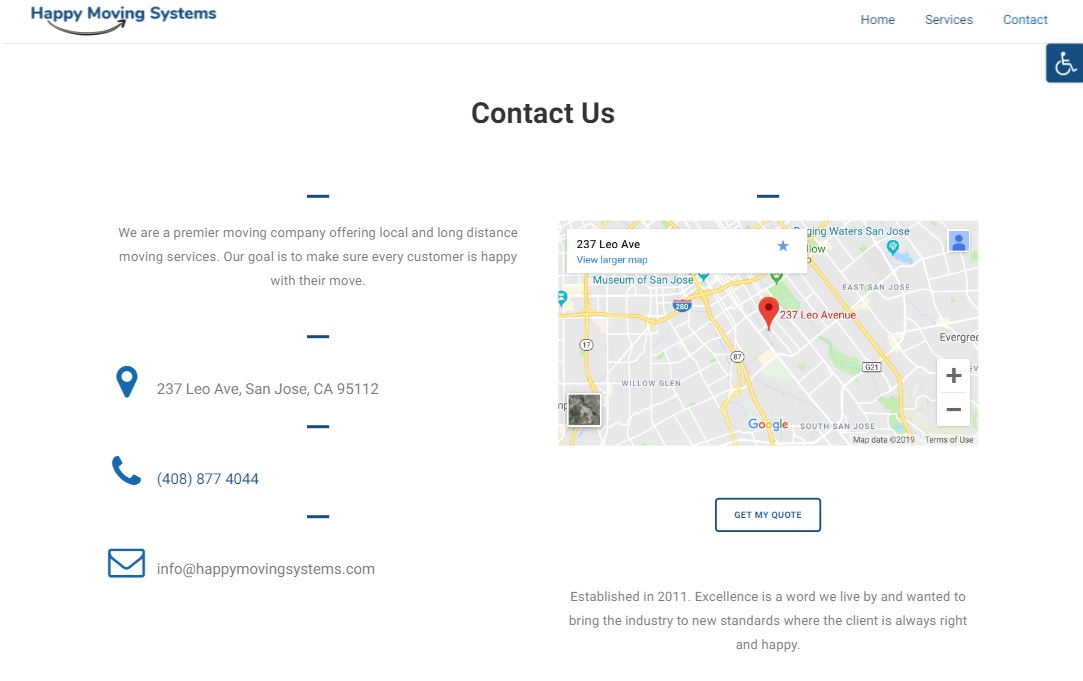 Happy Moving Systems
Home
Services
Contact
Contact Us
We are a premier moving company offering local and long distance
moving services. Our goal is to make sure every customer is happy
with their move.
237 Leo Ave, San Jose, CA 95112
(408) 877 4044
info@happymovingsystems.com
237 Leo Ave
View larger map
ging Waters San Jose
llow
Museum of San Jose
280
EAST SAN JOSE
237 Leo Avenue
17
87
Evergree
G21
WILLOW GLEN
Google
SOUTH SAN JOSE
Map data ©2019
Terms of Use
GET MY QUOTE
Established in 2011. Excellence is a word we live by and wanted to
bring the industry to new standards where the client is always right
and happy.